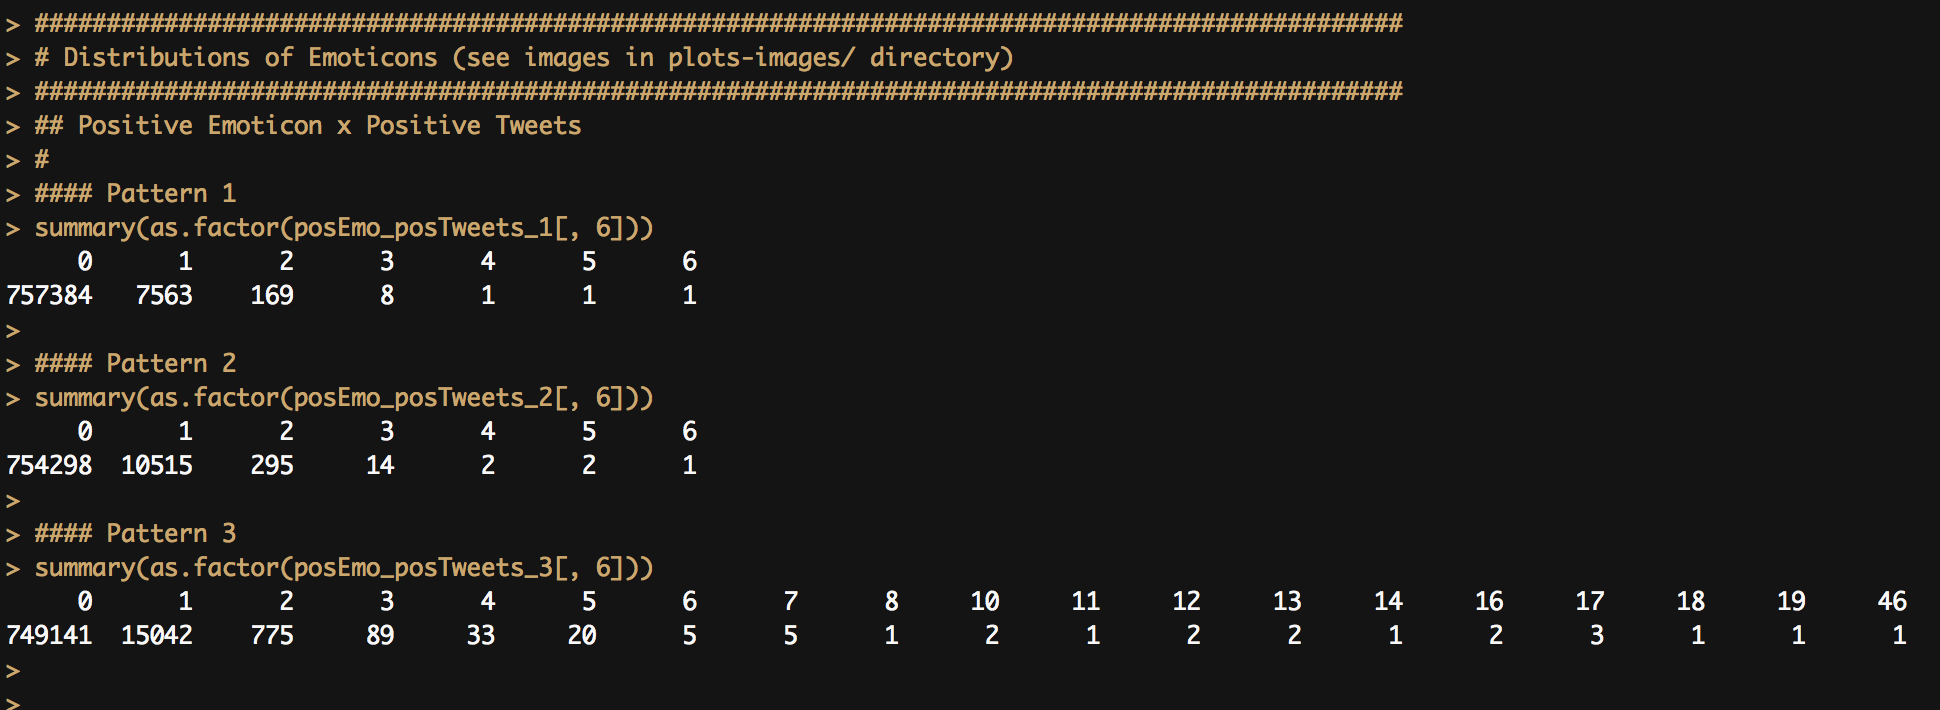 > ###############################################################################################
> # Distributions of Emoticons (see images in plots-images/ directory)
> ###############################################################################################
> ## Positive Emoticon x Positive Tweets
> #
> #### Pattern 1
> summary(as.factor(posEmo_posTweets_1[, 6]))
     0      1      2      3      4      5      6
757384   7563    169      8      1      1      1
>
> #### Pattern 2
> summary(as.factor(posEmo_posTweets_2[, 6]))
     0      1      2      3      4      5      6
754298  10515    295     14      2      2      1
>
> #### Pattern 3
> summary(as.factor(posEmo_posTweets_3[, 6]))
     0      1      2      3      4      5      6      7      8     10     11     12     13     14     16     17     18     19     46
749141  15042    775     89     33     20      5      5      1      2      1      2      2      1      2      3      1      1      1
>
>